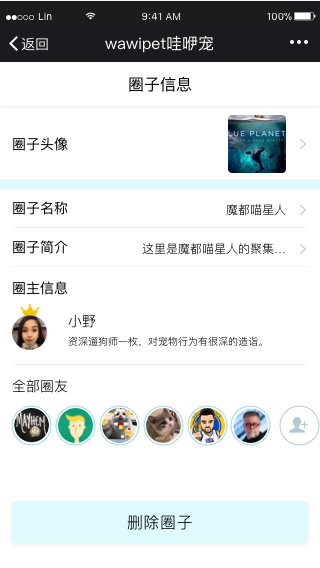 Lin 9:41 AM 100%
返回 wawipet哇咿宠
圈子信息
圈子头像
BLUE PLANET
圈子名称 魔都喵星人
圈子简介 这里是魔都喵星人的聚集...
圈主信息
小野
资深遛狗师一枚，对宠物行为有很深的造诣。
全部圈友
MAYHEM
删除圈子